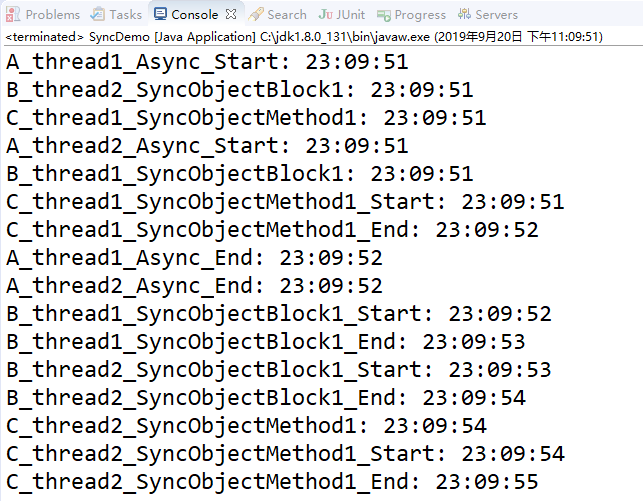 Problems Tasks Console Search JUnit Progress Servers
<terminated> SyncDemo [Java Application] C:\jdk1.8.0_131\bin\javaw.exe (2019年9月20日 下午11:09:51)
A_thread1_Async_Start: 23:09:51
B_thread2_SyncObjectBlock1: 23:09:51
C_thread1_SyncObjectMethod1: 23:09:51
A_thread2_Async_Start: 23:09:51
B_thread1_SyncObjectBlock1: 23:09:51
C_thread1_SyncObjectMethod1_Start: 23:09:51
C_thread1_SyncObjectMethod1_End: 23:09:52
A_thread1_Async_End: 23:09:52
A_thread2_Async_End: 23:09:52
B_thread1_SyncObjectBlock1_Start: 23:09:52
B_thread1_SyncObjectBlock1_End: 23:09:53
B_thread2_SyncObjectBlock1_Start: 23:09:53
B_thread2_SyncObjectBlock1_End: 23:09:54
C_thread2_SyncObjectMethod1: 23:09:54
C_thread2_SyncObjectMethod1_Start: 23:09:54
C_thread2_SyncObjectMethod1_End: 23:09:55